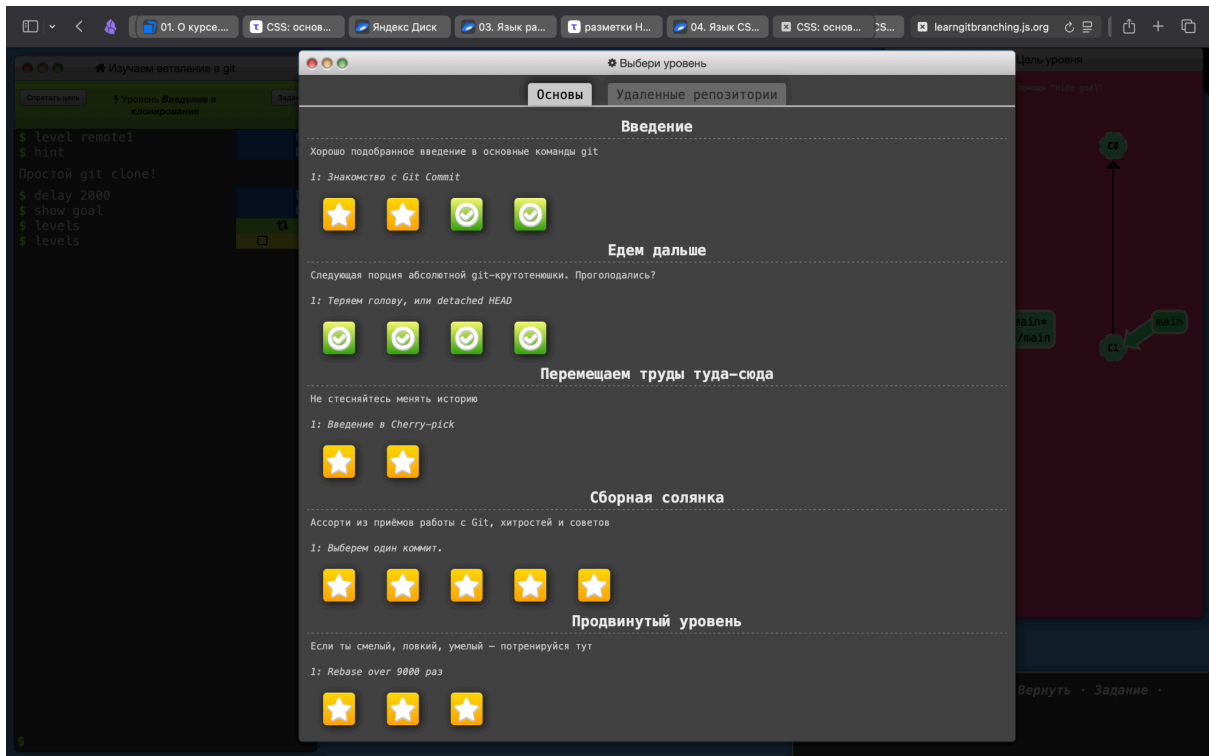 01. О курсе....
CSS: основ...
Яндекс Диск
03. Язык ра...
разметки H...
04. Язык CS...
CSS: основ...
CS...
learngitbranching.js.org
Изучаем ветвление в git
Спрятать цель
Уровень Введение в
клонирование
$ level remote1
$ hint
Простой git clone!
$ delay 2000
$ show goal
$ levels
$ levels
$
Выбери уровень
Основы
Удаленные репозитории
Введение
Хорошо подобранное введение в основные команды git
1: Знакомство с Git Commit
Едем дальше
Следующая порция абсолютной git-крутотенюшки. Проголодались?
1: Теряем голову, или detached HEAD
Перемещаем труды туда-сюда
Не стесняйтесь менять историю
1: Введение в Cherry-pick
Сборная солянка
Ассорти из приёмов работы с Git, хитростей и советов
1: Выберем один коммит.
Продвинутый уровень
Если ты смелый, ловкий, умелый — потренируйся тут
1: Rebase over 9000 раз
Цель уровня
"hide goal"
C0
main*
/main
main
C1
Вернуть · Задание ·